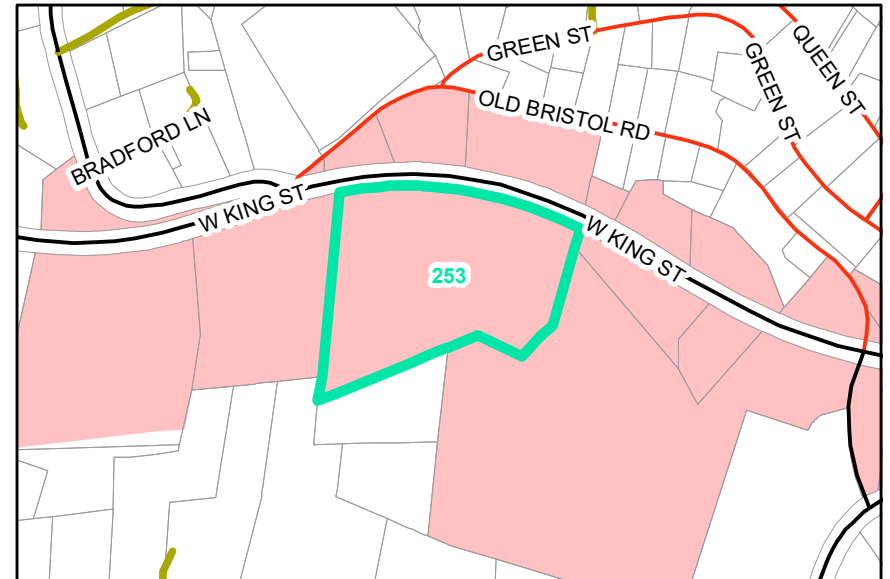 GREEN ST
QUEEN ST
GREEN ST
OLD BRISTOL RD
BRADFORD LN
W KING ST
W KING ST
253